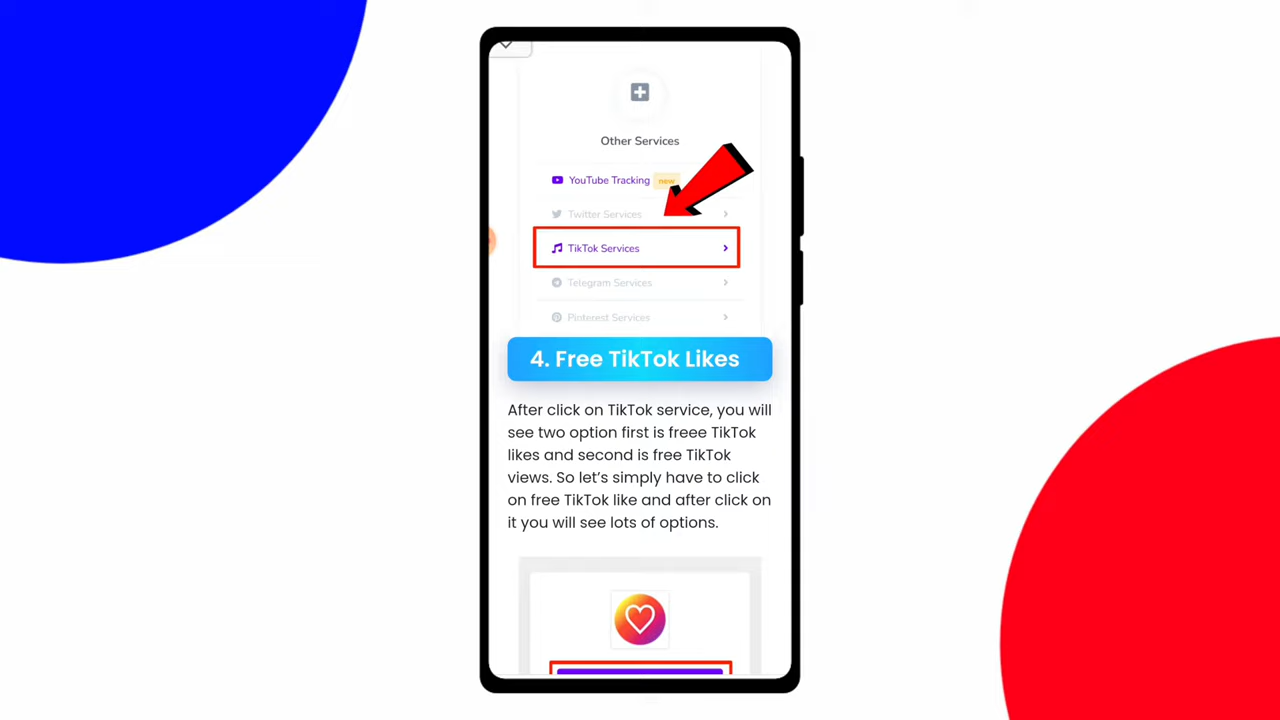 Other Services
YouTube Tracking new
Twitter Services
TikTok Services
Telegram Services
Pinterest Services
4. Free TikTok Likes
After click on TikTok service, you will
see two option first is freee TikTok
likes and second is free TikTok
views. So let's simply have to click
on free TikTok like and after click on
it you will see lots of options.